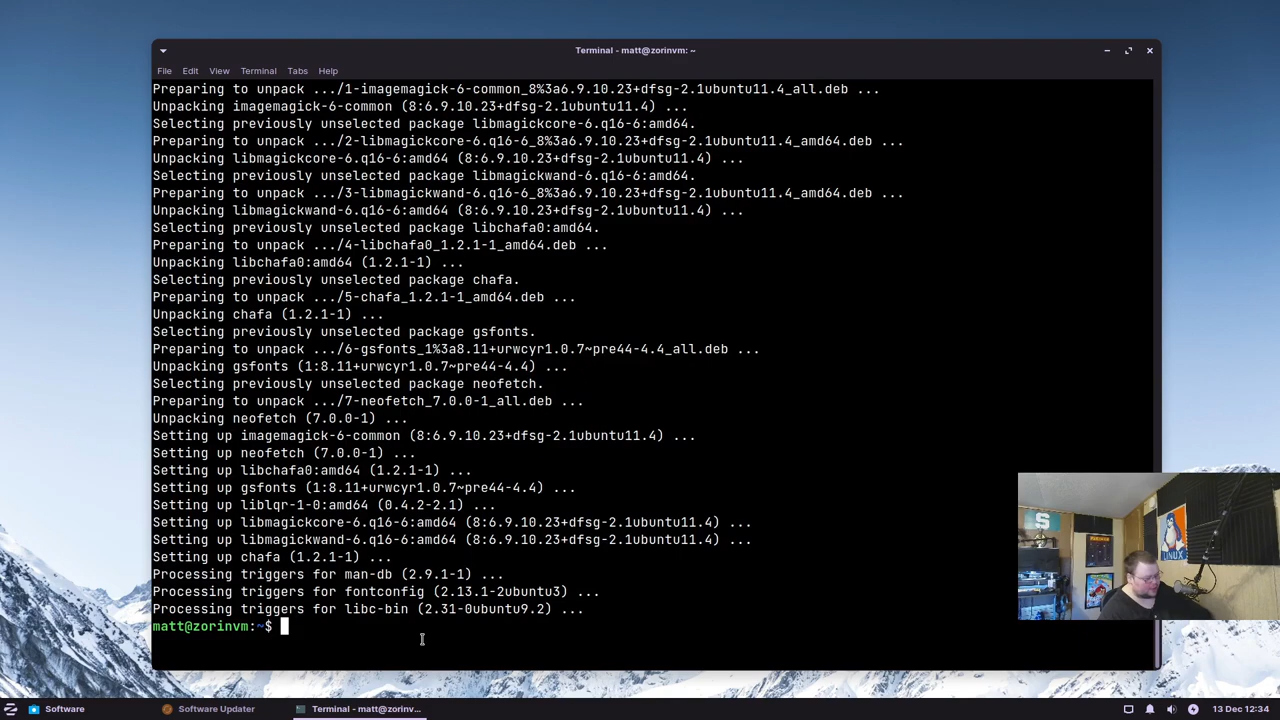 Terminal - matt@zorinvm: ~
File Edit View Terminal Tabs Help
Preparing to unpack .../1-imagemagick-6-common_8%3a6.9.10.23+dfsg-2.1ubuntu11.4_all.deb ...
Unpacking imagemagick-6-common (8:6.9.10.23+dfsg-2.1ubuntu11.4) ...
Selecting previously unselected package libmagickcore-6.q16-6:amd64.
Preparing to unpack .../2-libmagickcore-6.q16-6_8%3a6.9.10.23+dfsg-2.1ubuntu11.4_amd64.deb ...
Unpacking libmagickcore-6.q16-6:amd64 (8:6.9.10.23+dfsg-2.1ubuntu11.4) ...
Selecting previously unselected package libmagickwand-6.q16-6:amd64.
Preparing to unpack .../3-libmagickwand-6.q16-6_8%3a6.9.10.23+dfsg-2.1ubuntu11.4_amd64.deb ...
Unpacking libmagickwand-6.q16-6:amd64 (8:6.9.10.23+dfsg-2.1ubuntu11.4) ...
Selecting previously unselected package libchafa0:amd64.
Preparing to unpack .../4-libchafa0_1.2.1-1_amd64.deb ...
Unpacking libchafa0:amd64 (1.2.1-1) ...
Selecting previously unselected package chafa.
Preparing to unpack .../5-chafa_1.2.1-1_amd64.deb ...
Unpacking chafa (1.2.1-1) ...
Selecting previously unselected package gsfonts.
Preparing to unpack .../6-gsfonts_1%3a8.11+urwcyr1.0.7~pre44-4.4_all.deb ...
Unpacking gsfonts (1:8.11+urwcyr1.0.7~pre44-4.4) ...
Selecting previously unselected package neofetch.
Preparing to unpack .../7-neofetch_7.0.0-1_all.deb ...
Unpacking neofetch (7.0.0-1) ...
Setting up imagemagick-6-common (8:6.9.10.23+dfsg-2.1ubuntu11.4) ...
Setting up neofetch (7.0.0-1) ...
Setting up libchafa0:amd64 (1.2.1-1) ...
Setting up gsfonts (1:8.11+urwcyr1.0.7~pre44-4.4) ...
Setting up liblqr-1-0:amd64 (0.4.2-2.1) ...
Setting up libmagickcore-6.q16-6:amd64 (8:6.9.10.23+dfsg-2.1ubuntu11.4) ...
Setting up libmagickwand-6.q16-6:amd64 (8:6.9.10.23+dfsg-2.1ubuntu11.4) ...
Setting up chafa (1.2.1-1) ...
Processing triggers for man-db (2.9.1-1) ...
Processing triggers for fontconfig (2.13.1-2ubuntu3) ...
Processing triggers for libc-bin (2.31-0ubuntu9.2) ...
matt@zorinvm:~$
S
LINUX
Software Software Updater Terminal - matt@zorinv... 13 Dec 12:34